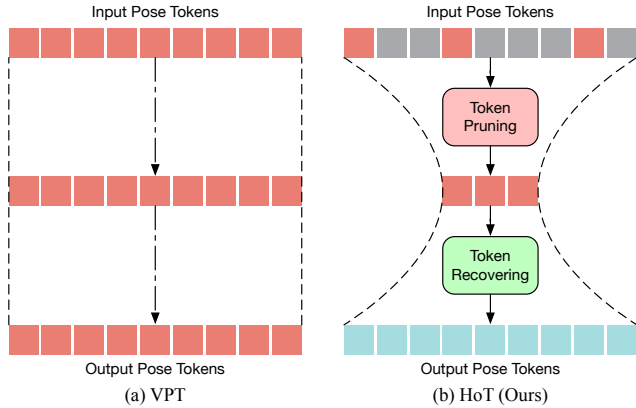 Input Pose Tokens
Output Pose Tokens
(a) VPT
Input Pose Tokens
Token
Pruning
Token
Recovering
Output Pose Tokens
(b) HoT (Ours)